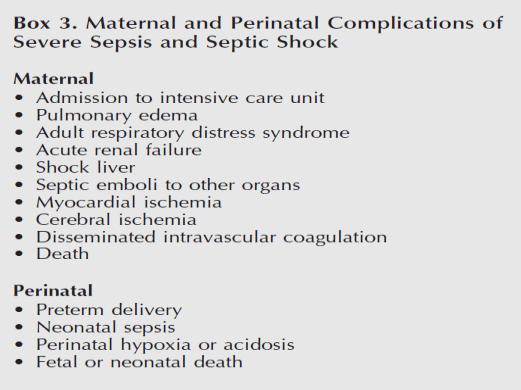 Box 3. Maternal and Perinatal Complications of
Severe Sepsis and Septic Shock
Maternal
• Admission to intensive care unit
• Pulmonary edema
• Adult respiratory distress syndrome
• Acute renal failure
• Shock liver
• Septic emboli to other organs
• Myocardial ischemia
• Cerebral ischemia
• Disseminated intravascular coagulation
• Death
Perinatal
• Preterm delivery
• Neonatal sepsis
• Perinatal hypoxia or acidosis
• Fetal or neonatal death